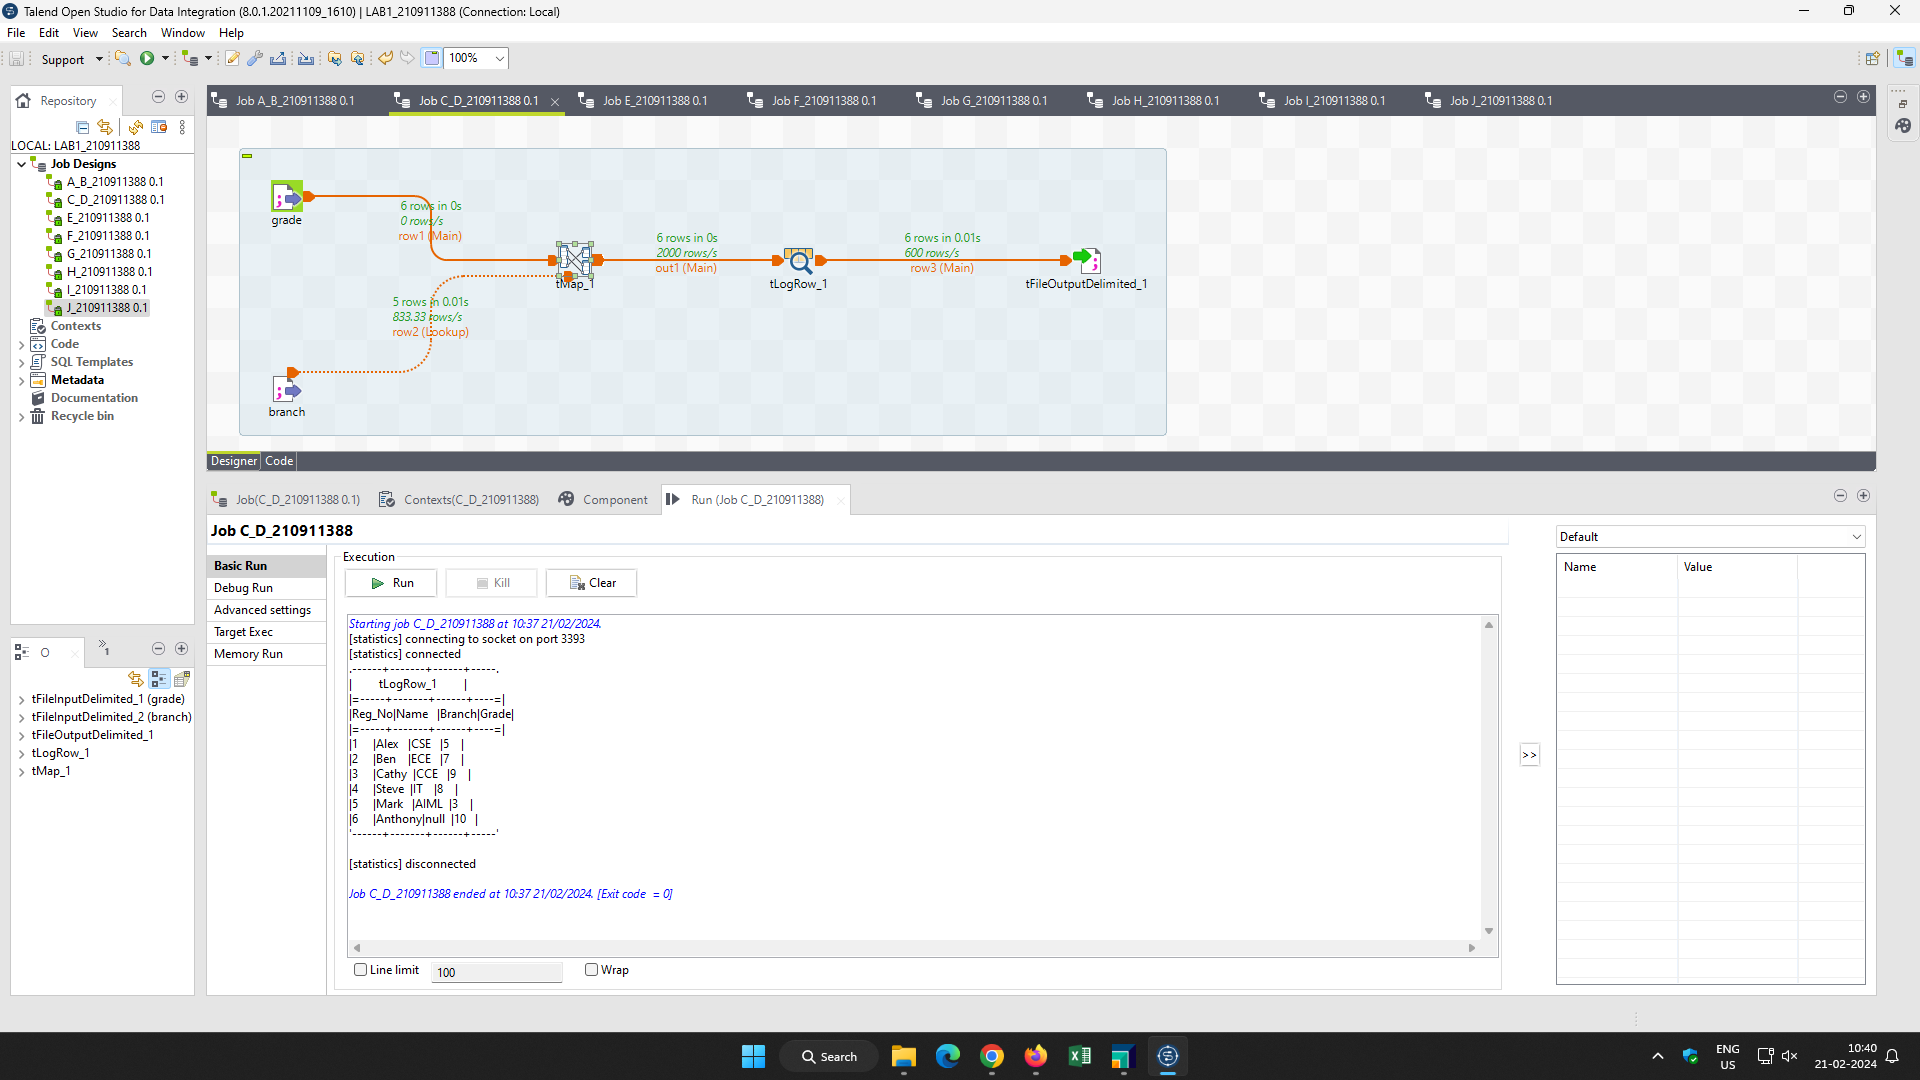 Talend Open Studio for Data Integration (8.0.1.20211109_1610) | LAB1_210911388 (Connection: Local)
File Edit View Search Window Help
Support 100%
Repository
LOCAL: LAB1_210911388
Job Designs
A_B_210911388 0.1
C_D_210911388 0.1
E_210911388 0.1
F_210911388 0.1
G_210911388 0.1
H_210911388 0.1
I_210911388 0.1
J_210911388 0.1
Contexts
Code
SQL Templates
Metadata
Documentation
Recycle bin
Job A_B_210911388 0.1 Job C_D_210911388 0.1 Job E_210911388 0.1 Job F_210911388 0.1 Job G_210911388 0.1 Job H_210911388 0.1 Job I_210911388 0.1 Job J_210911388 0.1
grade
6 rows in 0s
0 rows/s
row1 (Main)
tMap_1
6 rows in 0s
2000 rows/s
out1 (Main)
tLogRow_1
6 rows in 0.01s
600 rows/s
row3 (Main)
tFileOutputDelimited_1
5 rows in 0.01s
833.33 rows/s
row2 (Lookup)
branch
Designer Code
Job(C_D_210911388 0.1) Contexts(C_D_210911388) Component Run (Job C_D_210911388)
Job C_D_210911388
Basic Run
Debug Run
Advanced settings
Target Exec
Memory Run
Execution
Run Kill Clear
Starting job C_D_210911388 at 10:37 21/02/2024.
[statistics] connecting to socket on port 3393
[statistics] connected
.------+-------+------+-----.
| tLogRow_1 |
|=-----+-------+------+----=|
|Reg_No|Name |Branch|Grade|
|=-----+-------+------+----=|
|1 |Alex |CSE |5 |
|2 |Ben |ECE |7 |
|3 |Cathy |CCE |9 |
|4 |Steve |IT |8 |
|5 |Mark |AIML |3 |
|6 |Anthony|null |10 |
'------+-------+------+-----'
[statistics] disconnected
Job C_D_210911388 ended at 10:37 21/02/2024. [Exit code = 0]
Line limit 100 Wrap
>>
Default
Name Value
O
1
tFileInputDelimited_1 (grade)
tFileInputDelimited_2 (branch)
tFileOutputDelimited_1
tLogRow_1
tMap_1
Search
ENG
US
10:40
21-02-2024